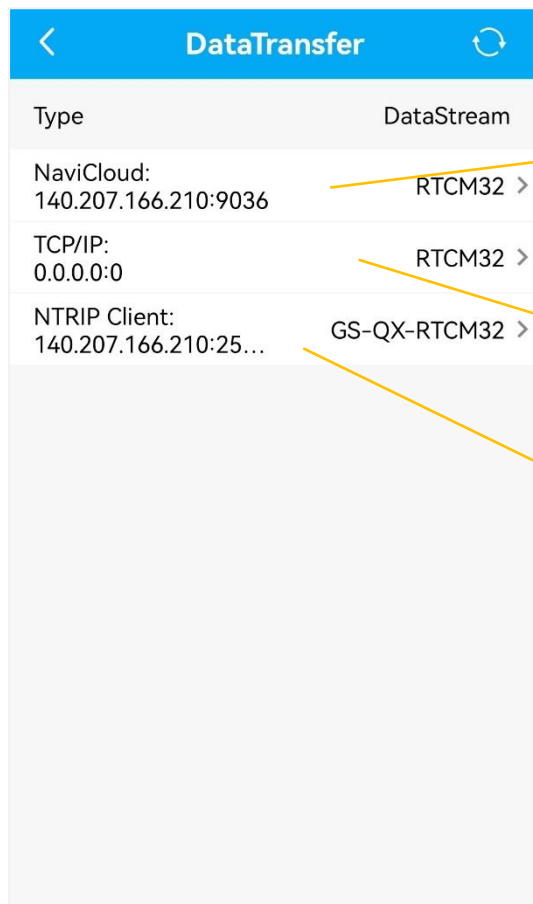 DataTransfer
Type DataStream
NaviCloud:
140.207.166.210:9036 RTCM32
TCP/IP:
0.0.0.0:0 RTCM32
NTRIP Client:
140.207.166.210:25... GS-QX-RTCM32